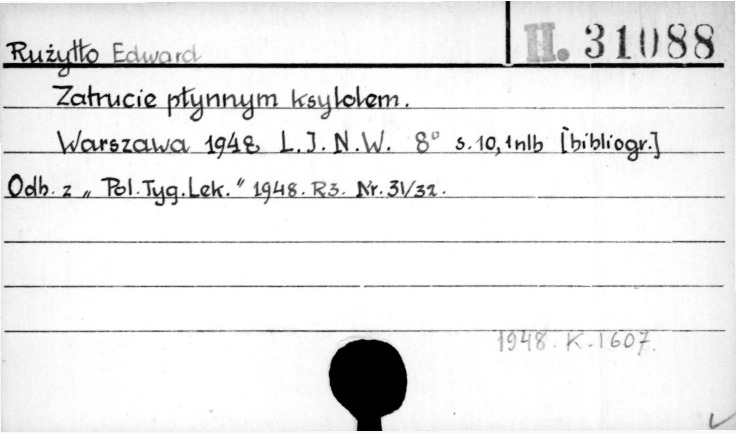 II. 31088
Rużyłło Edward
Zatrucie płynnym ksylolem.
Warszawa 1948 L.I.N.W. 8° s. 10, 1nlb [bibliogr.]
Odb. z „Pol. Tyg. Lek." 1948. R3. Nr. 31/32.
1948. K. 1607.